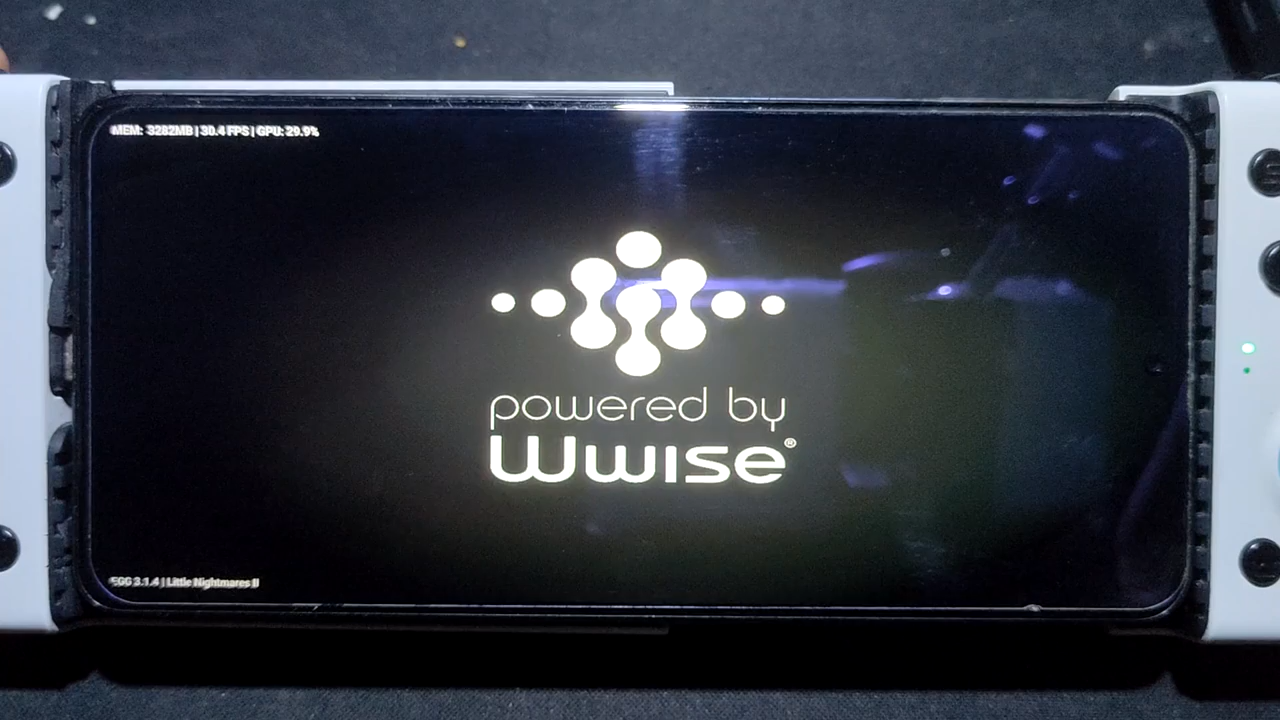 MEM: 3282MB | 30.4 FPS | GPU: 29.9%
powered by
Wwise®
EGG 3.1.4 | Little Nightmares II